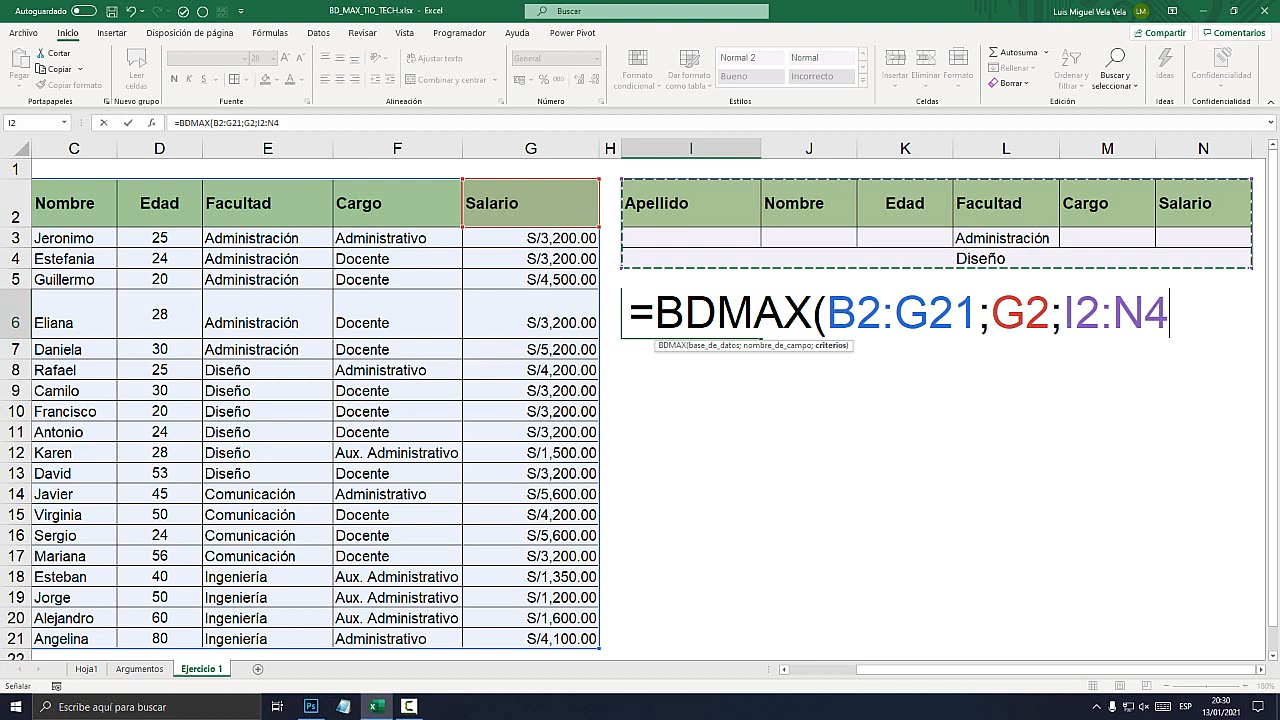 Autoguardado
BD_MAX_TIO_TECH.xlsx - Excel
Buscar
Luis Miguel Vela Vela
LM
Archivo Inicio Insertar Disposición de página Fórmulas Datos Revisar Vista Programador Ayuda Power Pivot
Compartir Comentarios
Pegar
Cortar
Copiar
Copiar formato
Portapapeles
Leer celdas
Nuevo grupo
N K S
Fuente
Ajustar texto
Combinar y centrar
Alineación
General
Número
Formato condicional
Dar formato como tabla
Normal 2 Normal
Bueno Incorrecto
Estilos
Insertar Eliminar Formato
Celdas
Autosuma
Rellenar
Borrar
Ordenar y filtrar
Buscar y seleccionar
Edición
Ideas
Ideas
Confidencialidad
Confidencialidad
I2
fx
=BDMAX(B2:G21;G2;I2:N4
C D E F G H I J K L M N
1
2 Nombre Edad Facultad Cargo Salario Apellido Nombre Edad Facultad Cargo Salario
3 Jeronimo 25 Administración Administrativo S/3,200.00 Administración
4 Estefania 24 Administración Docente S/3,200.00 Diseño
5 Guillermo 20 Administración Docente S/4,500.00
6 Eliana 28 Administración Docente S/3,200.00
=BDMAX(B2:G21;G2;I2:N4
BDMAX(base_de_datos; nombre_de_campo; criterios)
7 Daniela 30 Administración Docente S/5,200.00
8 Rafael 25 Diseño Administrativo S/4,200.00
9 Camilo 30 Diseño Docente S/3,200.00
10 Francisco 20 Diseño Docente S/3,200.00
11 Antonio 24 Diseño Docente S/3,200.00
12 Karen 28 Diseño Aux. Administrativo S/1,500.00
13 David 53 Diseño Docente S/3,200.00
14 Javier 45 Comunicación Administrativo S/5,600.00
15 Virginia 50 Comunicación Docente S/4,200.00
16 Sergio 24 Comunicación Docente S/5,600.00
17 Mariana 56 Comunicación Docente S/3,200.00
18 Esteban 40 Ingeniería Aux. Administrativo S/1,350.00
19 Jorge 50 Ingeniería Aux. Administrativo S/1,200.00
20 Alejandro 60 Ingeniería Aux. Administrativo S/1,600.00
21 Angelina 80 Ingeniería Administrativo S/4,100.00
22
Hoja1 Argumentos Ejercicio 1
Señalar
180%
Escribe aquí para buscar
Ps
ESP
20:30
13/01/2021